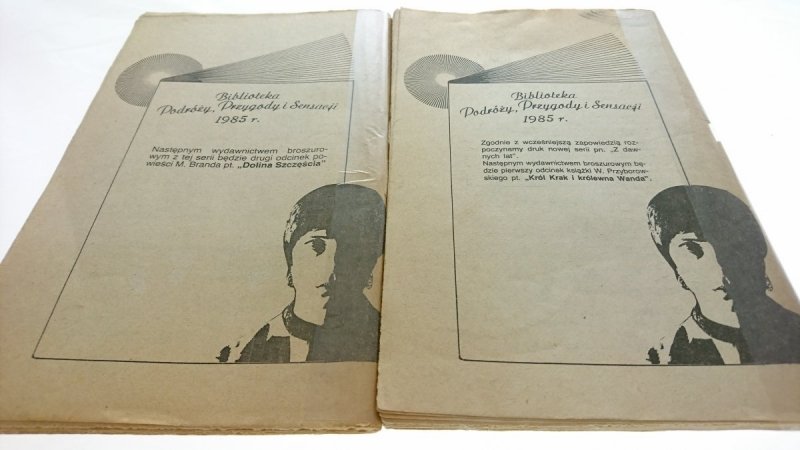 Biblioteka
Podróży, Przygody i Sensacji
1985 r.
Następnym wydawnictwem broszuro-
wym z tej serii będzie drugi odcinek po-
wieści M. Branda pt. „Dolina Szczęścia"
Biblioteka
Podróży, Przygody i Sensacji
1985 r.
Zgodnie z wcześniejszą zapowiedzią roz-
poczynamy druk nowej serii pn. „Z daw-
nych lat".
Następnym wydawnictwem broszurowym bę-
dzie pierwszy odcinek książki W. Przyborow-
skiego pt. „Król Krak i królewna Wanda".